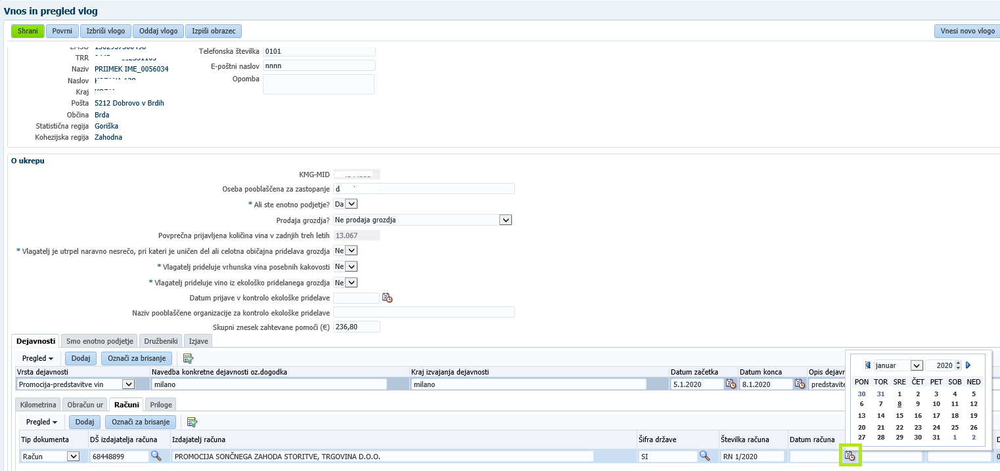 Vnos in pregled vlog
Shrani Povrni Izbriši vlogo Oddaj vlogo Izpiši obrazec Vnesi novo vlogo
Telefonska številka 0101
TRR
E-poštni naslov nnnn
Naziv PRIIMEK IME_0056034
Opomba
Naslov
Kraj
Pošta 5212 Dobrovo v Brdih
Občina Brda
Statistična regija Goriška
Kohezijska regija Zahodna
O ukrepu
KMG-MID
Oseba pooblaščena za zastopanje
* Ali ste enotno podjetje? Da
Prodaja grozdja? Ne prodaja grozdja
Povprečna prijavljena količina vina v zadnjih treh letih 13.067
* Vlagatelj je utrpel naravno nesrečo, pri kateri je uničen del ali celotna običajna pridelava grozdja Ne
* Vlagatelj prideluje vrhunska vina posebnih kakovosti Ne
* Vlagatelj prideluje vino iz ekološko pridelanega grozdja Ne
Datum prijave v kontrolo ekološke pridelave
Naziv pooblaščene organizacije za kontrolo ekološke pridelave
Skupni znesek zahtevane pomoči (€) 236,80
Dejavnosti Smo enotno podjetje Družbeniki Izjave
Pregled Dodaj Označi za brisanje
Vrsta dejavnosti Navedba konkretne dejavnosti oz.dogodka Kraj izvajanja dejavnosti Datum začetka Datum konca Opis dejavn
Promocija-predstavitve vin milano milano 5.1.2020 8.1.2020 predstavite
januar 2020
PON TOR SRE ČET PET SOB NED
30 31 1 2 3 4 5
6 7 8 9 10 11 12
13 14 15 16 17 18 19
20 21 22 23 24 25 26
27 28 29 30 31 1 2
Kilometrina Obračun ur Računi Priloge
Pregled Dodaj Označi za brisanje
Tip dokumenta DŠ izdajatelja računa Izdajatelj računa Šifra države Številka računa Datum računa
Račun 68448899 PROMOCIJA SONČNEGA ZAHODA STORITVE, TRGOVINA D.O.O. SI RN 1/2020